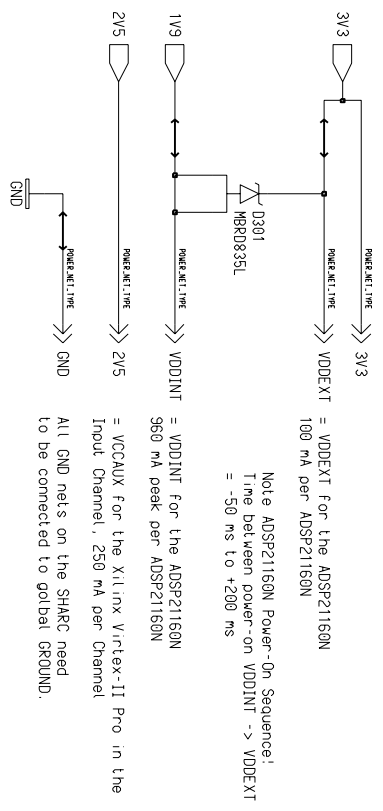 3V3
POWER_NET_TYPE
3V3
POWER_NET_TYPE
VDDEXT
= VDDEXT for the ADSP21160N
100 mA per ADSP21160N
D301
MBRD835L
Note ADSP21160N Power-On Sequence!
Time between power-on VDDINT -> VDDEXT
= -50 ms to +200 ms
1V9
POWER_NET_TYPE
VDDINT
= VDDINT for the ADSP21160N
960 mA peak per ADSP21160N
2V5
POWER_NET_TYPE
2V5
= VCCAUX for the Xilinx Virtex-II Pro in the
Input Channel, 250 mA per Channel
GND
POWER_NET_TYPE
GND
All GND nets on the SHARC need
to be connected to golbal GROUND.